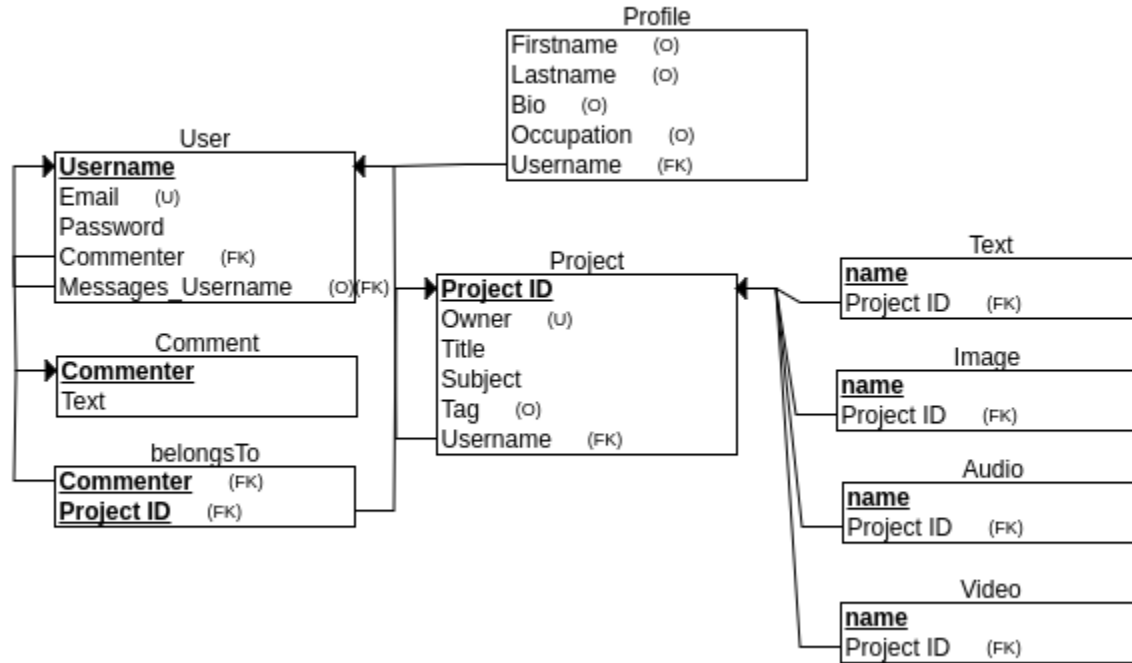 Profile
Firstname (O)
Lastname (O)
Bio (O)
Occupation (O)
Username (FK)
User
Username
Email (U)
Password
Commenter (FK)
Messages_Username (O)(FK)
Comment
Commenter
Text
belongsTo
Commenter (FK)
Project ID (FK)
Project
Project ID
Owner (U)
Title
Subject
Tag (O)
Username (FK)
Text
name
Project ID (FK)
Image
name
Project ID (FK)
Audio
name
Project ID (FK)
Video
name
Project ID (FK)